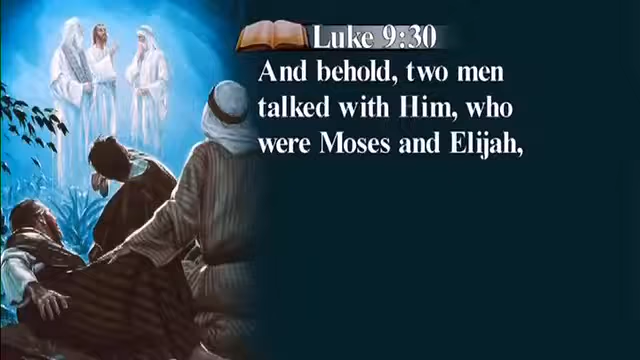 Luke 9:30
And behold, two men
talked with Him, who
were Moses and Elijah,